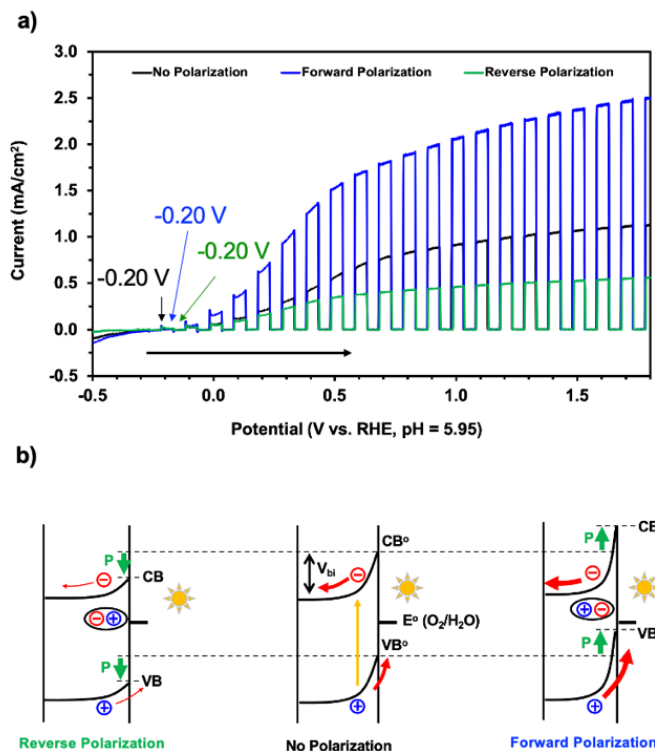 a)
3.0
2.5
2.0
1.5
1.0
0.5
0.0
-0.5
Current (mA/cm²)
No Polarization
Forward Polarization
Reverse Polarization
-0.20 V
-0.20 V
-0.20 V
-0.5 0.0 0.5 1.0 1.5
Potential (V vs. RHE, pH = 5.95)
b)
P
CB
P
VB
Reverse Polarization
CBº
Vbi
Eº (O₂/H₂O)
VBº
No Polarization
CB
P
VB
P
Forward Polarization